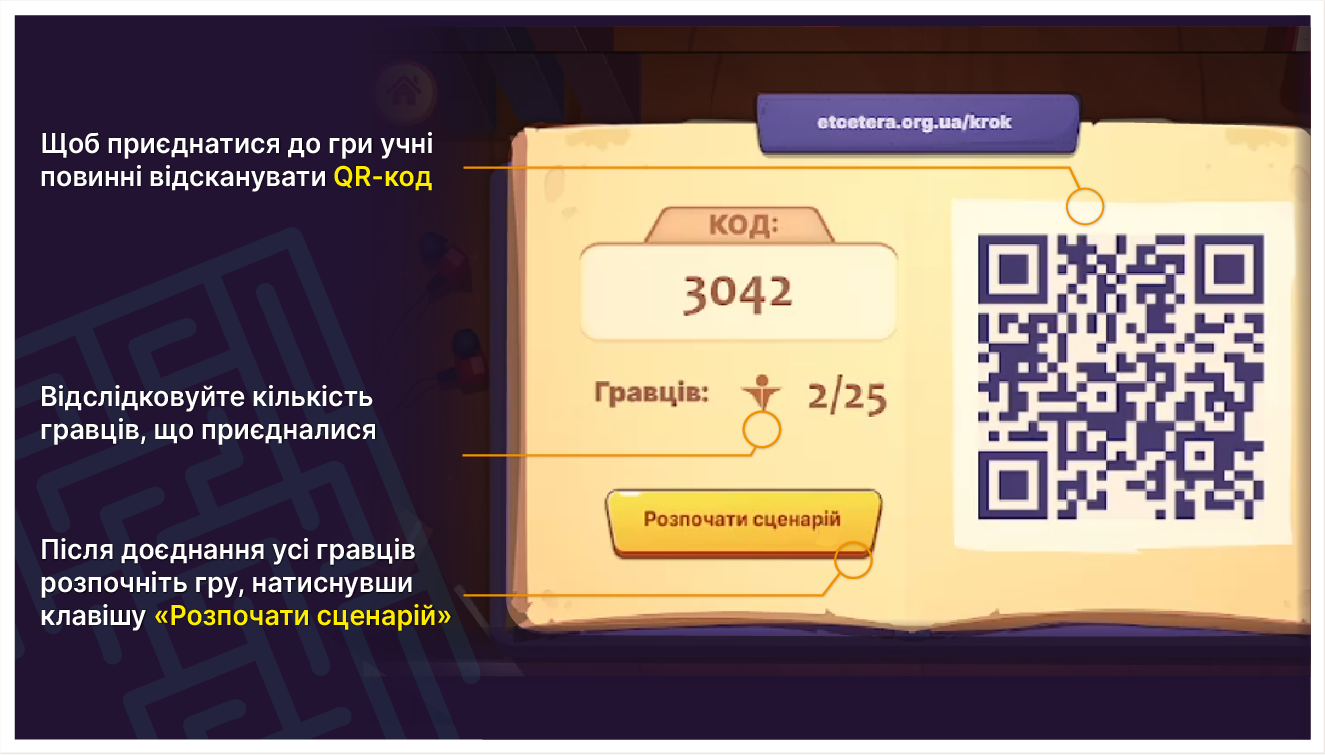 Щоб приєднатися до гри учні
повинні відсканувати QR-код
Відслідковуйте кількість
гравців, що приєдналися
Після доєднання усі гравців
розпочніть гру, натиснувши
клавішу «Розпочати сценарій»
etoetera.org.ua/krok
КОД:
3042
Гравців: 2/25
Розпочати сценарій